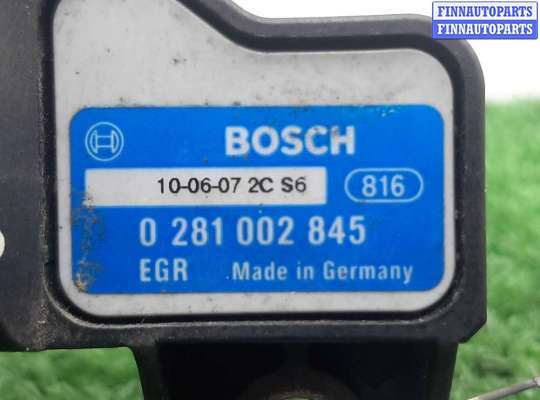 FINNAUTOPARTS
FINNAUTOPARTS
BOSCH
10-06-07 2C S6
816
0 281 002 845
EGR Made in Germany